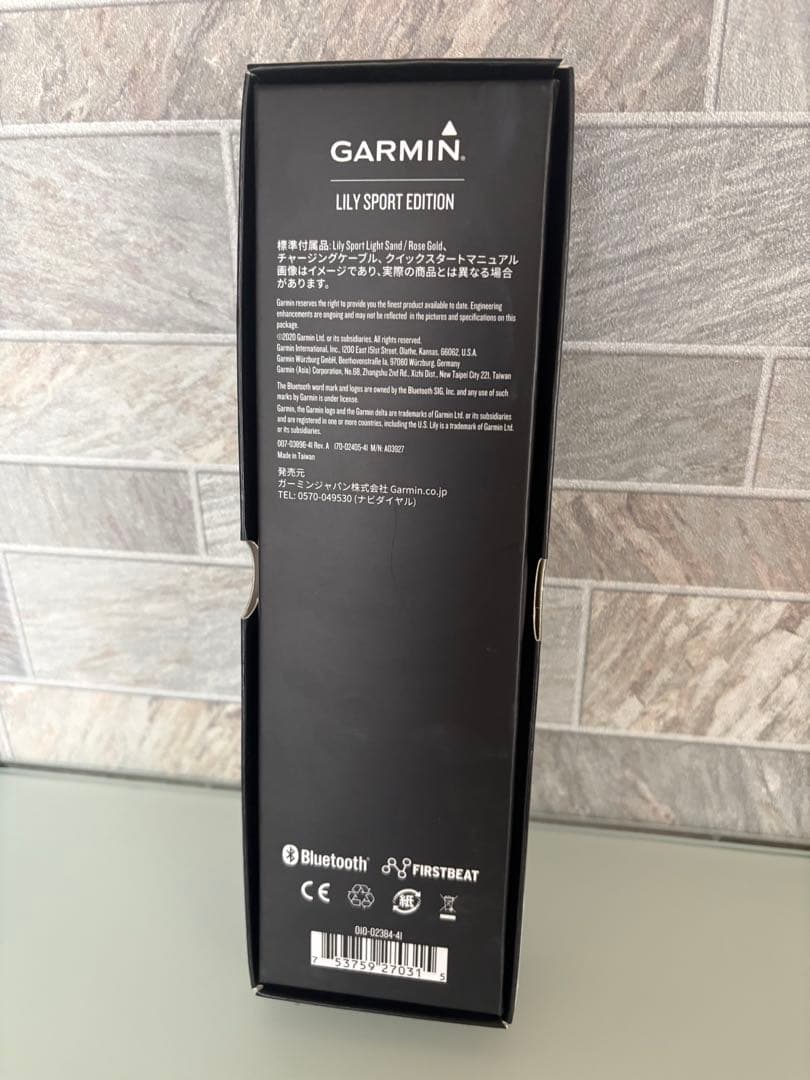 GARMIN®
LILY SPORT EDITION
標準付属品: Lily Sport Light Sand / Rose Gold、
チャージングケーブル、クイックスタートマニュアル
画像はイメージであり、実際の商品とは異なる場合
があります。
Garmin reserves the right to provide you the finest product available to date. Engineering
enhancements are ongoing and may not be reflected in the pictures and specifications on this
package.
©2020 Garmin Ltd. or its subsidiaries. All rights reserved.
Garmin International, Inc., 1200 East 151st Street, Olathe, Kansas, 66062, U.S.A.
Garmin Würzburg GmbH, Beethovenstraße 1a, 97080 Würzburg, Germany
Garmin (Asia) Corporation, No.68, Zhangshu 2nd Rd., Xizhi Dist., New Taipei City 221, Taiwan
The Bluetooth word mark and logos are owned by the Bluetooth SIG, Inc. and any use of such
marks by Garmin is under license.
Garmin, the Garmin logo and the Garmin delta are trademarks of Garmin Ltd. or its subsidiaries
and are registered in one or more countries, including the U.S. Lily is a trademark of Garmin Ltd.
or its subsidiaries.
007-03896-41 Rev. A 170-02405-41 M/N: A03927
Made in Taiwan
発売元
ガーミンジャパン株式会社 Garmin.co.jp
TEL: 0570-049530 (ナビダイヤル)
Bluetooth® FIRSTBEAT
CE 紙
010-02384-41
7 53759 27031 5